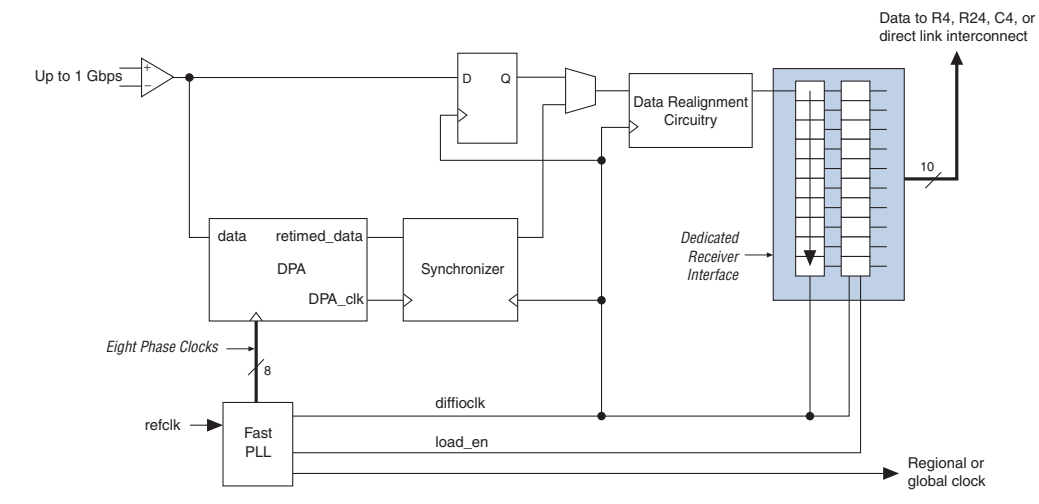 Data to R4, R24, C4, or
direct link interconnect
Up to 1 Gbps
+
–
D
Q
Data Realignment
Circuitry
10
data
retimed_data
DPA
DPA_clk
Synchronizer
Dedicated
Receiver
Interface
Eight Phase Clocks
8
diffioclk
refclk
Fast
PLL
load_en
Regional or
global clock